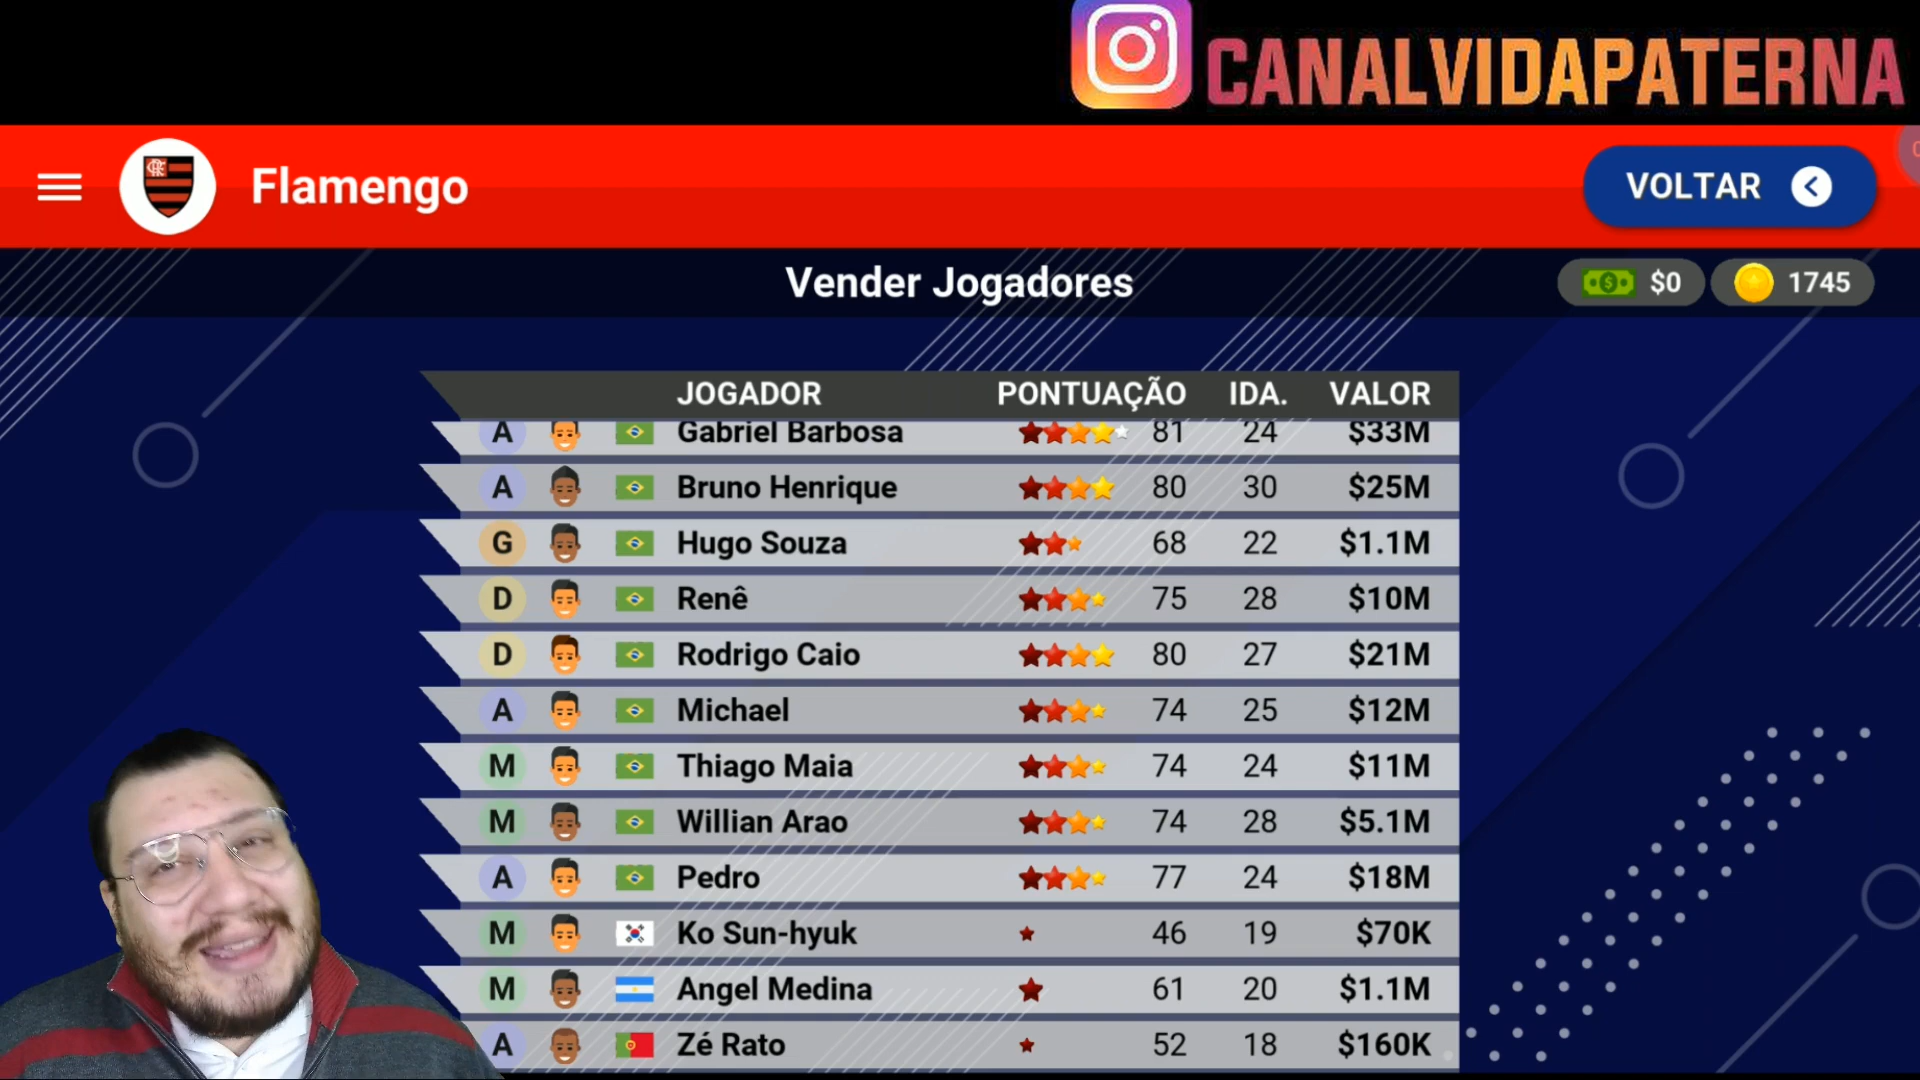 CANALVIDAPATERNA
Flamengo
VOLTAR
Vender Jogadores
$0
1745
JOGADOR PONTUAÇÃO IDA. VALOR
A Gabriel Barbosa 81 24 $33M
A Bruno Henrique 80 30 $25M
G Hugo Souza 68 22 $1.1M
D Renê 75 28 $10M
D Rodrigo Caio 80 27 $21M
A Michael 74 25 $12M
M Thiago Maia 74 24 $11M
M Willian Arao 74 28 $5.1M
A Pedro 77 24 $18M
M Ko Sun-hyuk 46 19 $70K
M Angel Medina 61 20 $1.1M
A Zé Rato 52 18 $160K